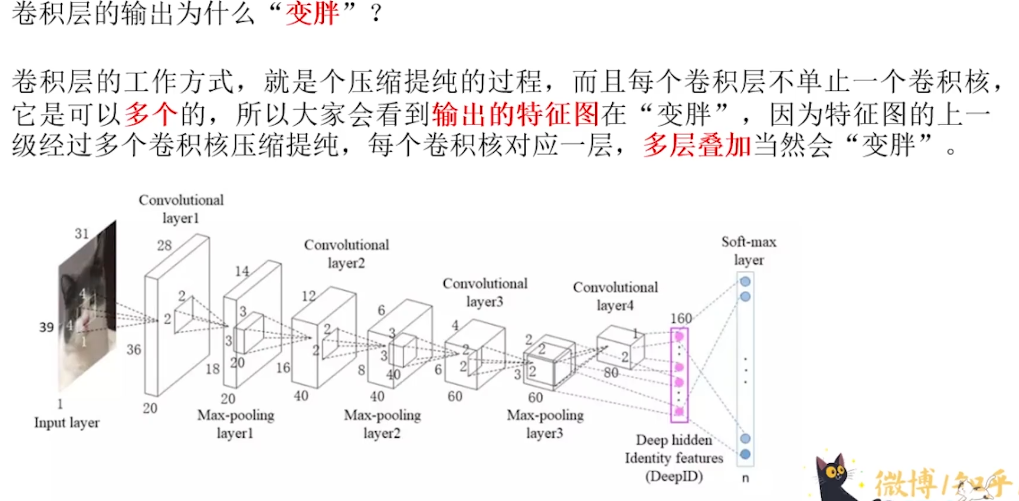 卷积层的输出为什么“变胖”？
卷积层的工作方式，就是个压缩提纯的过程，而且每个卷积层不单止一个卷积核，
它是可以多个的，所以大家会看到输出的特征图在“变胖”，因为特征图的上一
级经过多个卷积核压缩提纯，每个卷积核对应一层，多层叠加当然会“变胖”。
Convolutional
layer1
31
28
Convolutional
layer2
Soft-max
layer
14
12
Convolutional
layer3
Convolutional
layer4
6
4
160
4
2
3
2
3
2
1
39
4
2
3
2
3
2
2
2
2
1
36
18
20
16
8
40
6
3
2
80
1
20
20
40
40
60
60
Input layer
Max-pooling
layer1
Max-pooling
layer2
Max-pooling
layer3
Deep hidden
Identity features
(DeepID)
n
微博/知乎